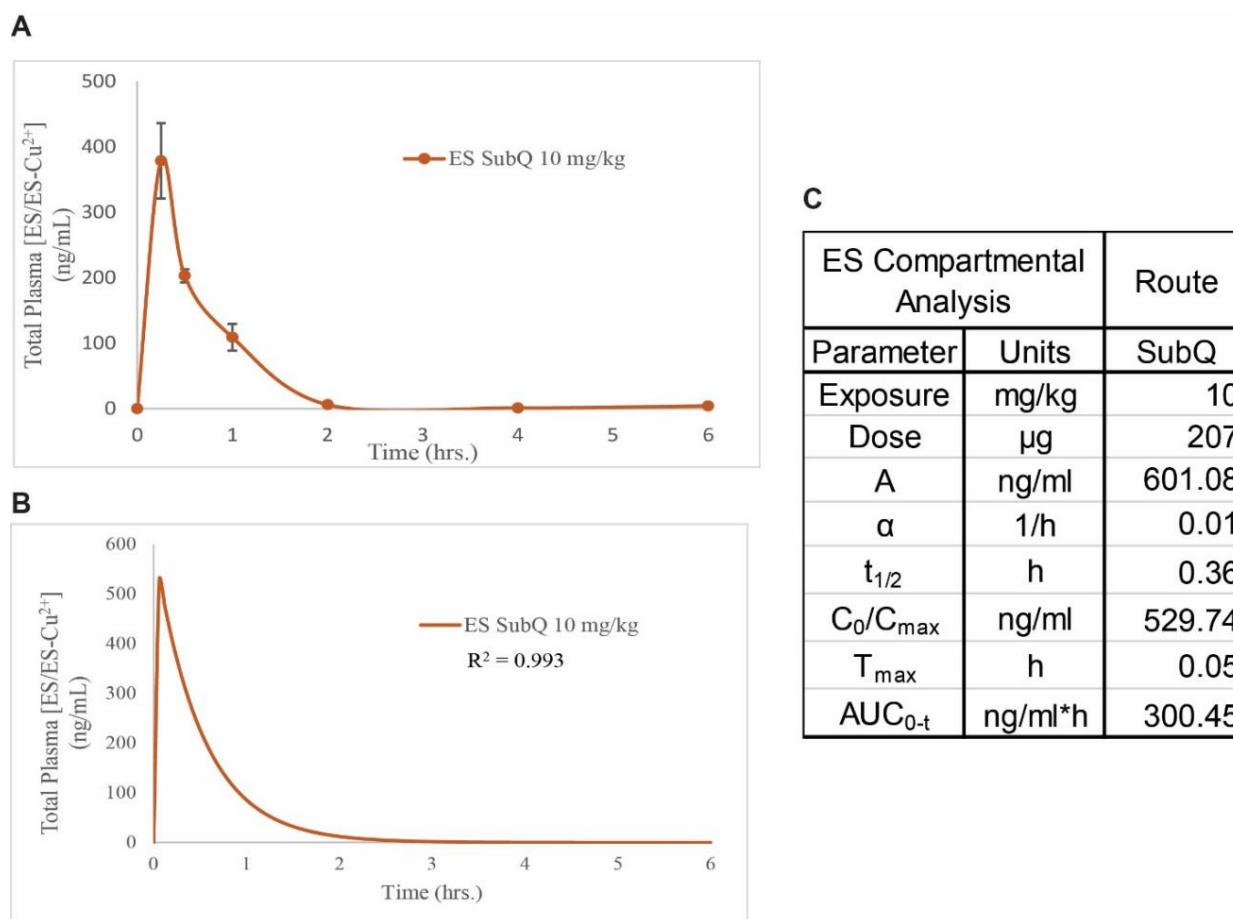 A
500
400
300
200
100
0
Total Plasma [ES/ES-Cu²⁺]
(ng/mL)
ES SubQ 10 mg/kg
0 1 2 3 4 5 6
Time (hrs.)
B
600
500
400
300
200
100
0
Total Plasma [ES/ES-Cu²⁺]
(ng/mL)
ES SubQ 10 mg/kg
R² = 0.993
0 1 2 3 4 5 6
Time (hrs.)
C
ES Compartmental Analysis Route
Parameter Units SubQ
Exposure mg/kg 10
Dose µg 207
A ng/ml 601.08
α 1/h 0.01
t₁/₂ h 0.36
C₀/Cₘₐₓ ng/ml 529.74
Tₘₐₓ h 0.05
AUC₀₋ₜ ng/ml*h 300.45